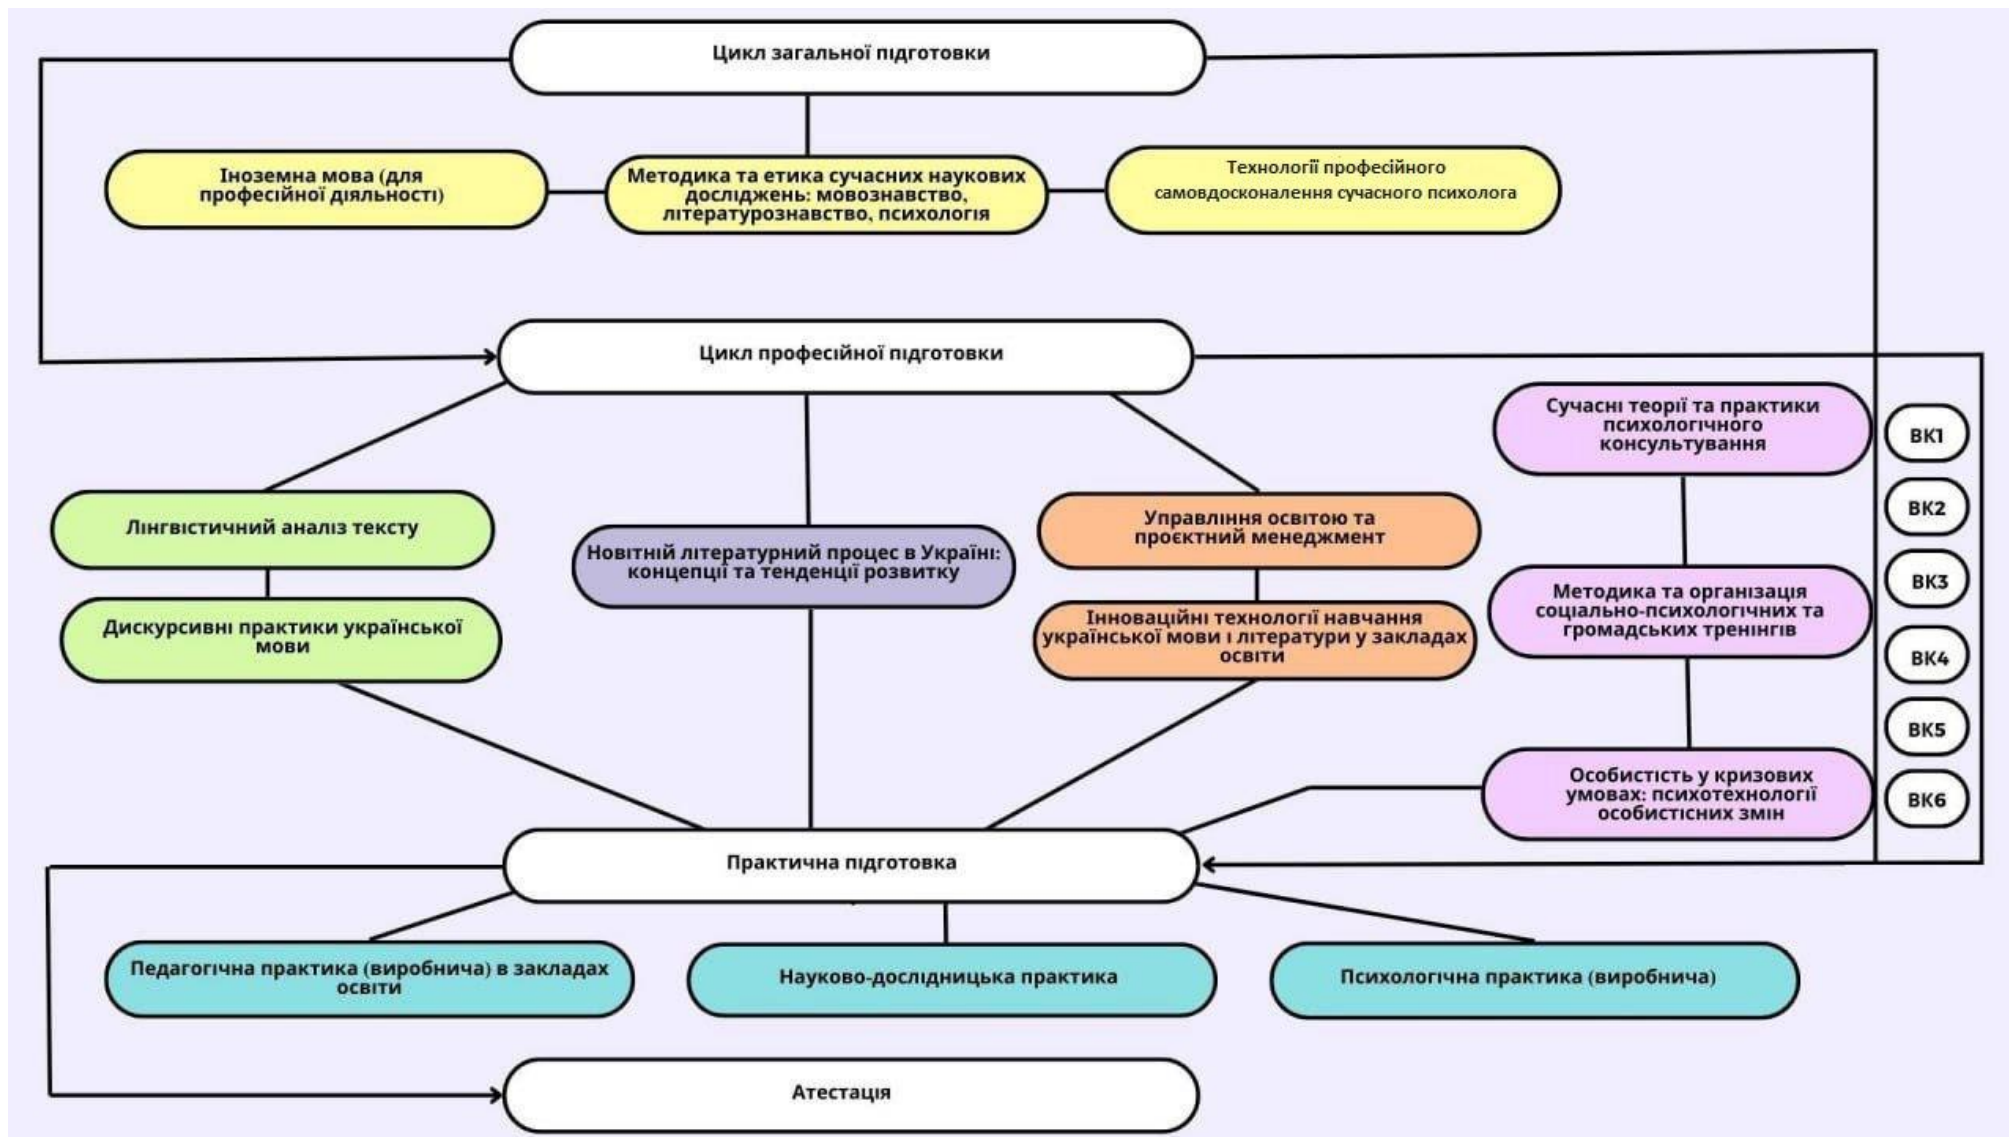 Цикл загальної підготовки
Іноземна мова (для
професійної діяльності)
Методика та етика сучасних наукових
досліджень: мовознавство,
літературознавство, психологія
Технології професійного
самовдосконалення сучасного психолога
Цикл професійної підготовки
Сучасні теорії та практики
психологічного
консультування
ВК1
ВК2
Лінгвістичний аналіз тексту
Новітній літературний процес в Україні:
концепції та тенденції розвитку
Управління освітою та
проєктний менеджмент
ВК3
Дискурсивні практики української
мови
Інноваційні технології навчання
української мови і літератури у закладах
освіти
Методика та організація
соціально-психологічних та
громадських тренінгів
ВК4
ВК5
Особистість у кризових
умовах: психотехнології
особистісних змін
ВК6
Практична підготовка
Педагогічна практика (виробнича) в закладах
освіти
Науково-дослідницька практика
Психологічна практика (виробнича)
Атестація